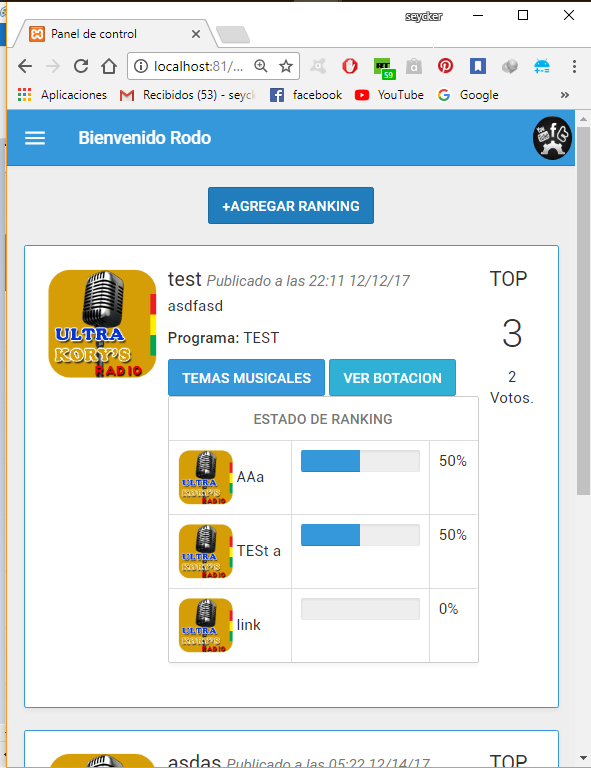 seycker
Panel de control
localhost:81/...
59
Aplicaciones
Recibidos (53) - seyck
facebook
YouTube
Google
»
Bienvenido Rodo
+AGREGAR RANKING
ULTRA
KORY'S
RADIO
test Publicado a las 22:11 12/12/17
asdfasd
Programa: TEST
TEMAS MUSICALES
VER BOTACION
TOP
3
2
Votos.
ESTADO DE RANKING
ULTRA
KORY'S
RADIO
AAa
50%
ULTRA
KORY'S
RADIO
TESt a
50%
ULTRA
KORY'S
RADIO
link
0%
asdas Publicado a las 05:22 12/14/17
TOP